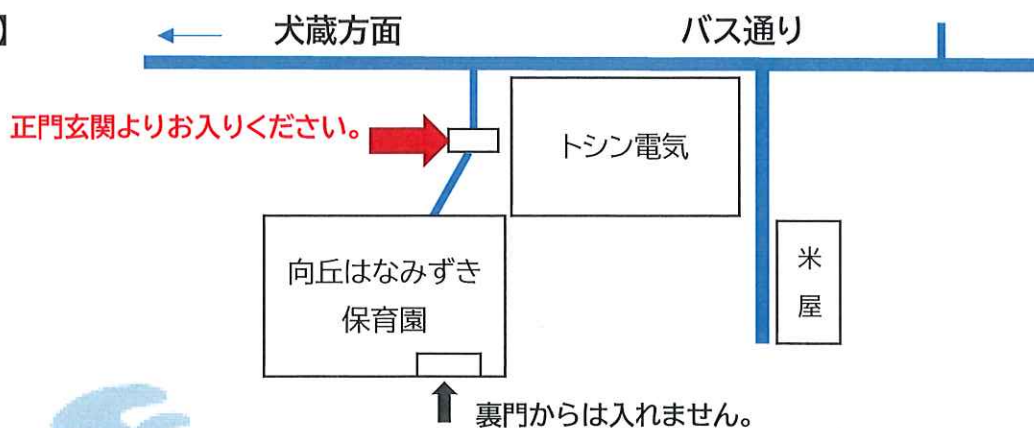 】
← 犬蔵方面 バス通り
正門玄関よりお入りください。
トシン電気
向丘はなみずき
保育園
米
屋
裏門からは入れません。